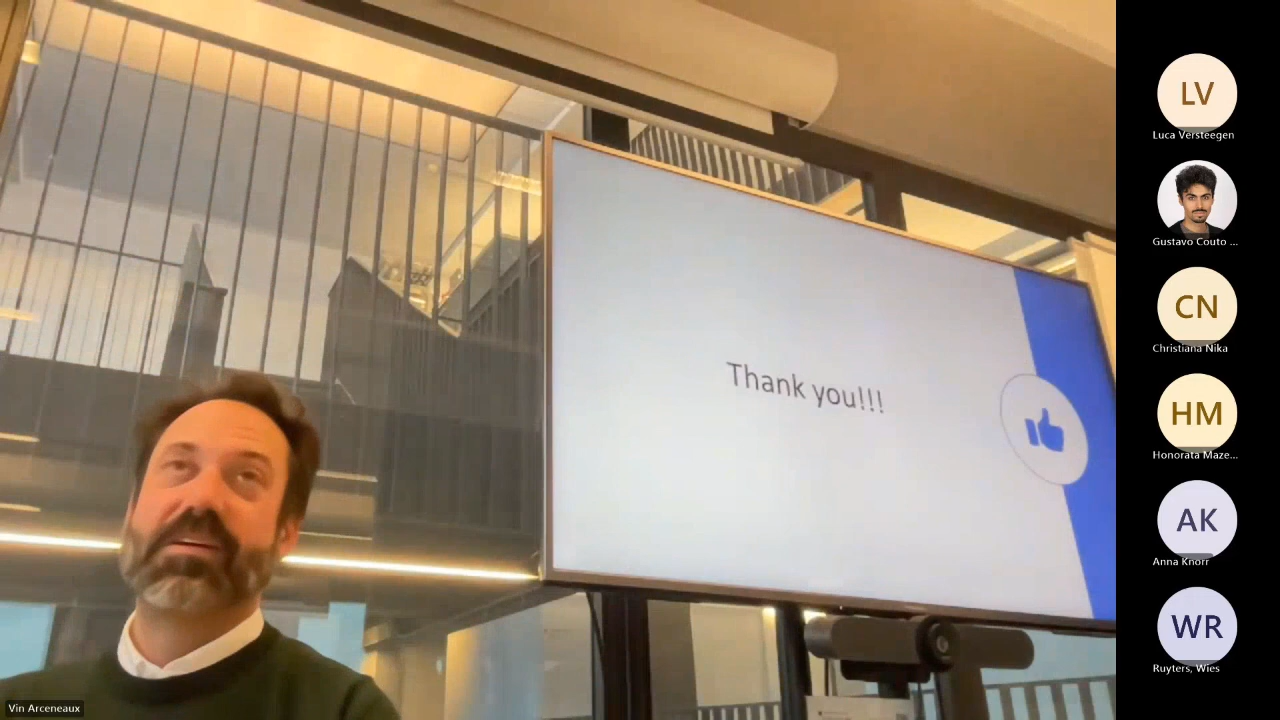 Thank you!!!
Vin Arceneaux
LV
Luca Versteegen
Gustavo Couto ...
CN
Christiana Nika
HM
Honorata Maze...
AK
Anna Knorr
WR
Ruyters, Wies